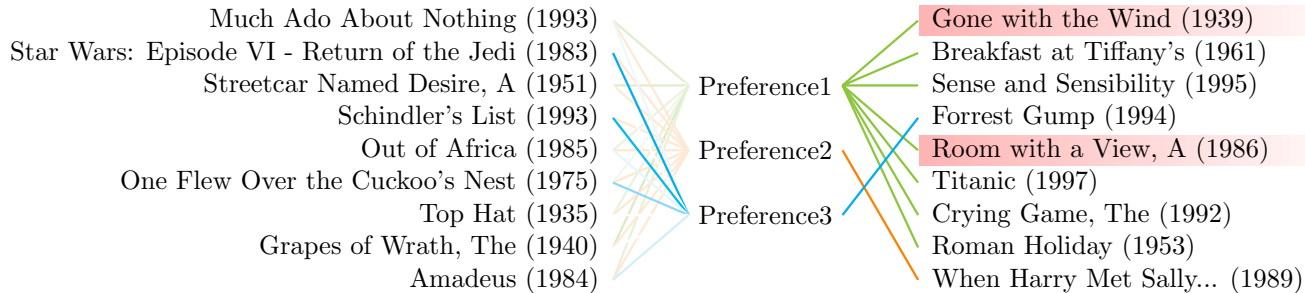 Much Ado About Nothing (1993)
Star Wars: Episode VI - Return of the Jedi (1983)
Streetcar Named Desire, A (1951)
Schindler's List (1993)
Out of Africa (1985)
One Flew Over the Cuckoo's Nest (1975)
Top Hat (1935)
Grapes of Wrath, The (1940)
Amadeus (1984)
Preference1
Preference2
Preference3
Gone with the Wind (1939)
Breakfast at Tiffany's (1961)
Sense and Sensibility (1995)
Forrest Gump (1994)
Room with a View, A (1986)
Titanic (1997)
Crying Game, The (1992)
Roman Holiday (1953)
When Harry Met Sally... (1989)